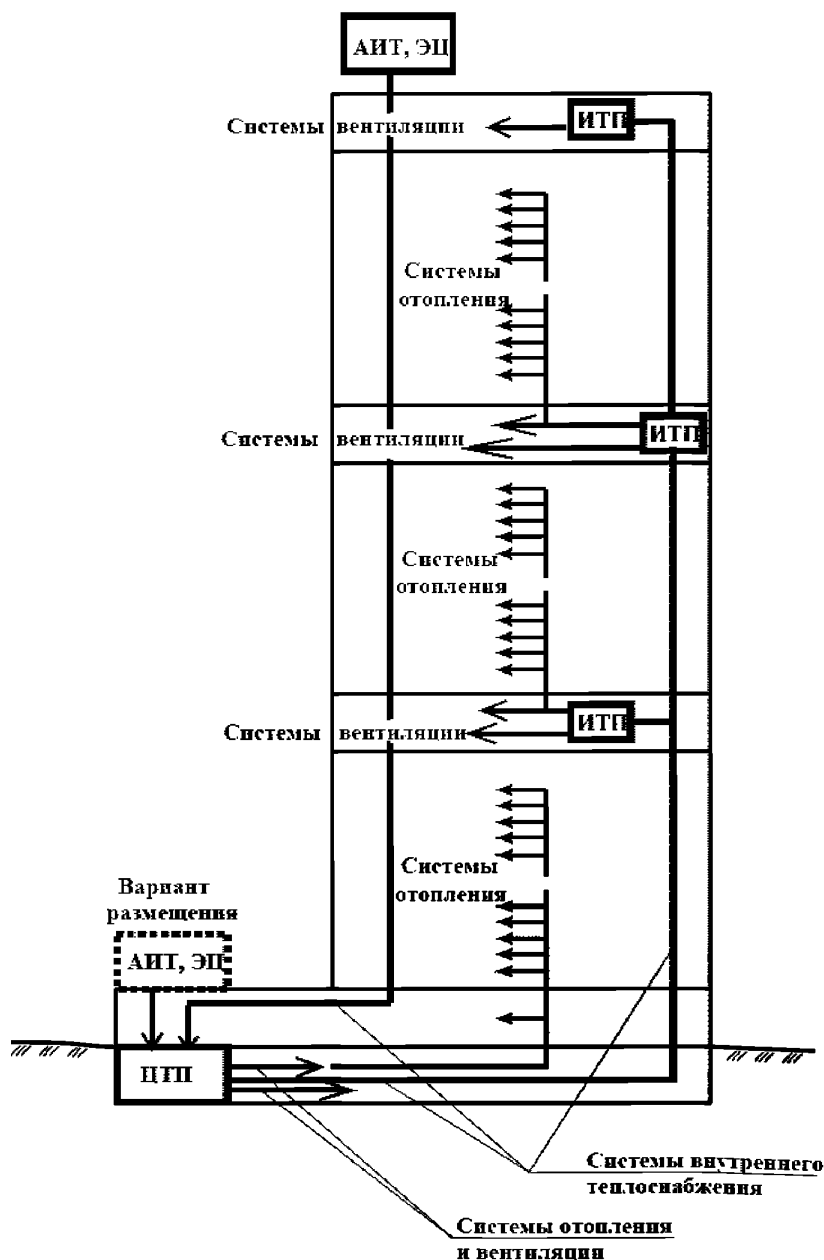 АИТ, ЭЦ
Системы вентиляции
ИТП
Системы
отопления
Системы вентиляции
ИТП
Системы
отопления
Системы вентиляции
ИТП
Системы
отопления
Вариант
размещения
АИТ, ЭЦ
ЦТП
Системы внутреннего
теплоснабжения
Системы отопления
и вентиляции